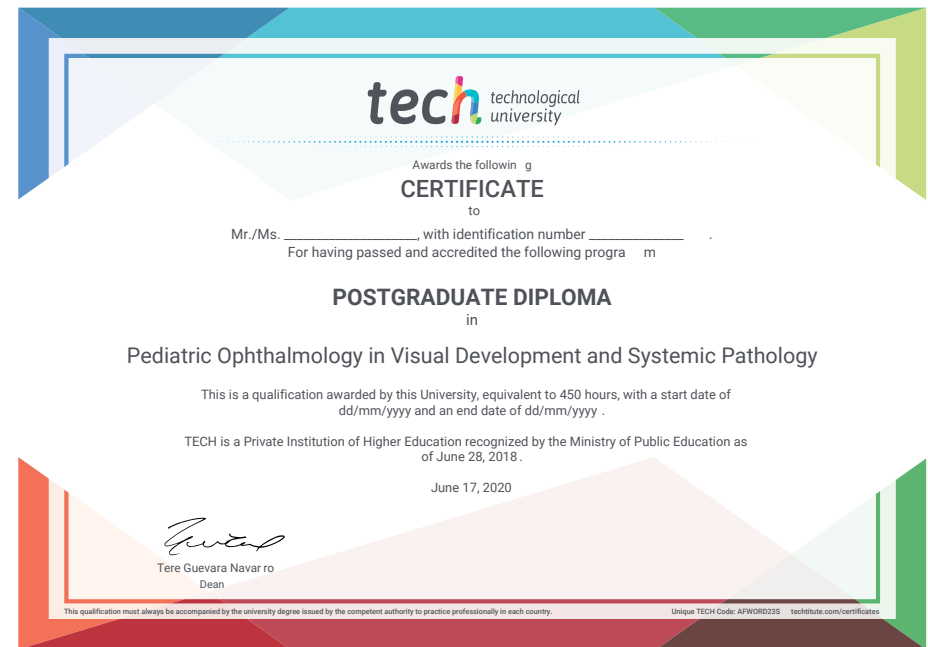 tech technological
university
Awards the followin g
CERTIFICATE
to
Mr./Ms. ____________________, with identification number ______________ .
For having passed and accredited the following progra m
POSTGRADUATE DIPLOMA
in
Pediatric Ophthalmology in Visual Development and Systemic Pathology
This is a qualification awarded by this University, equivalent to 450 hours, with a start date of
dd/mm/yyyy and an end date of dd/mm/yyyy .
TECH is a Private Institution of Higher Education recognized by the Ministry of Public Education as
of June 28, 2018 .
June 17, 2020
Tere Guevara Navar ro
Dean
This qualification must always be accompanied by the university degree issued by the competent authority to practice professionally in each country.
Unique TECH Code: AFWORD23S techtitute.com/certificates